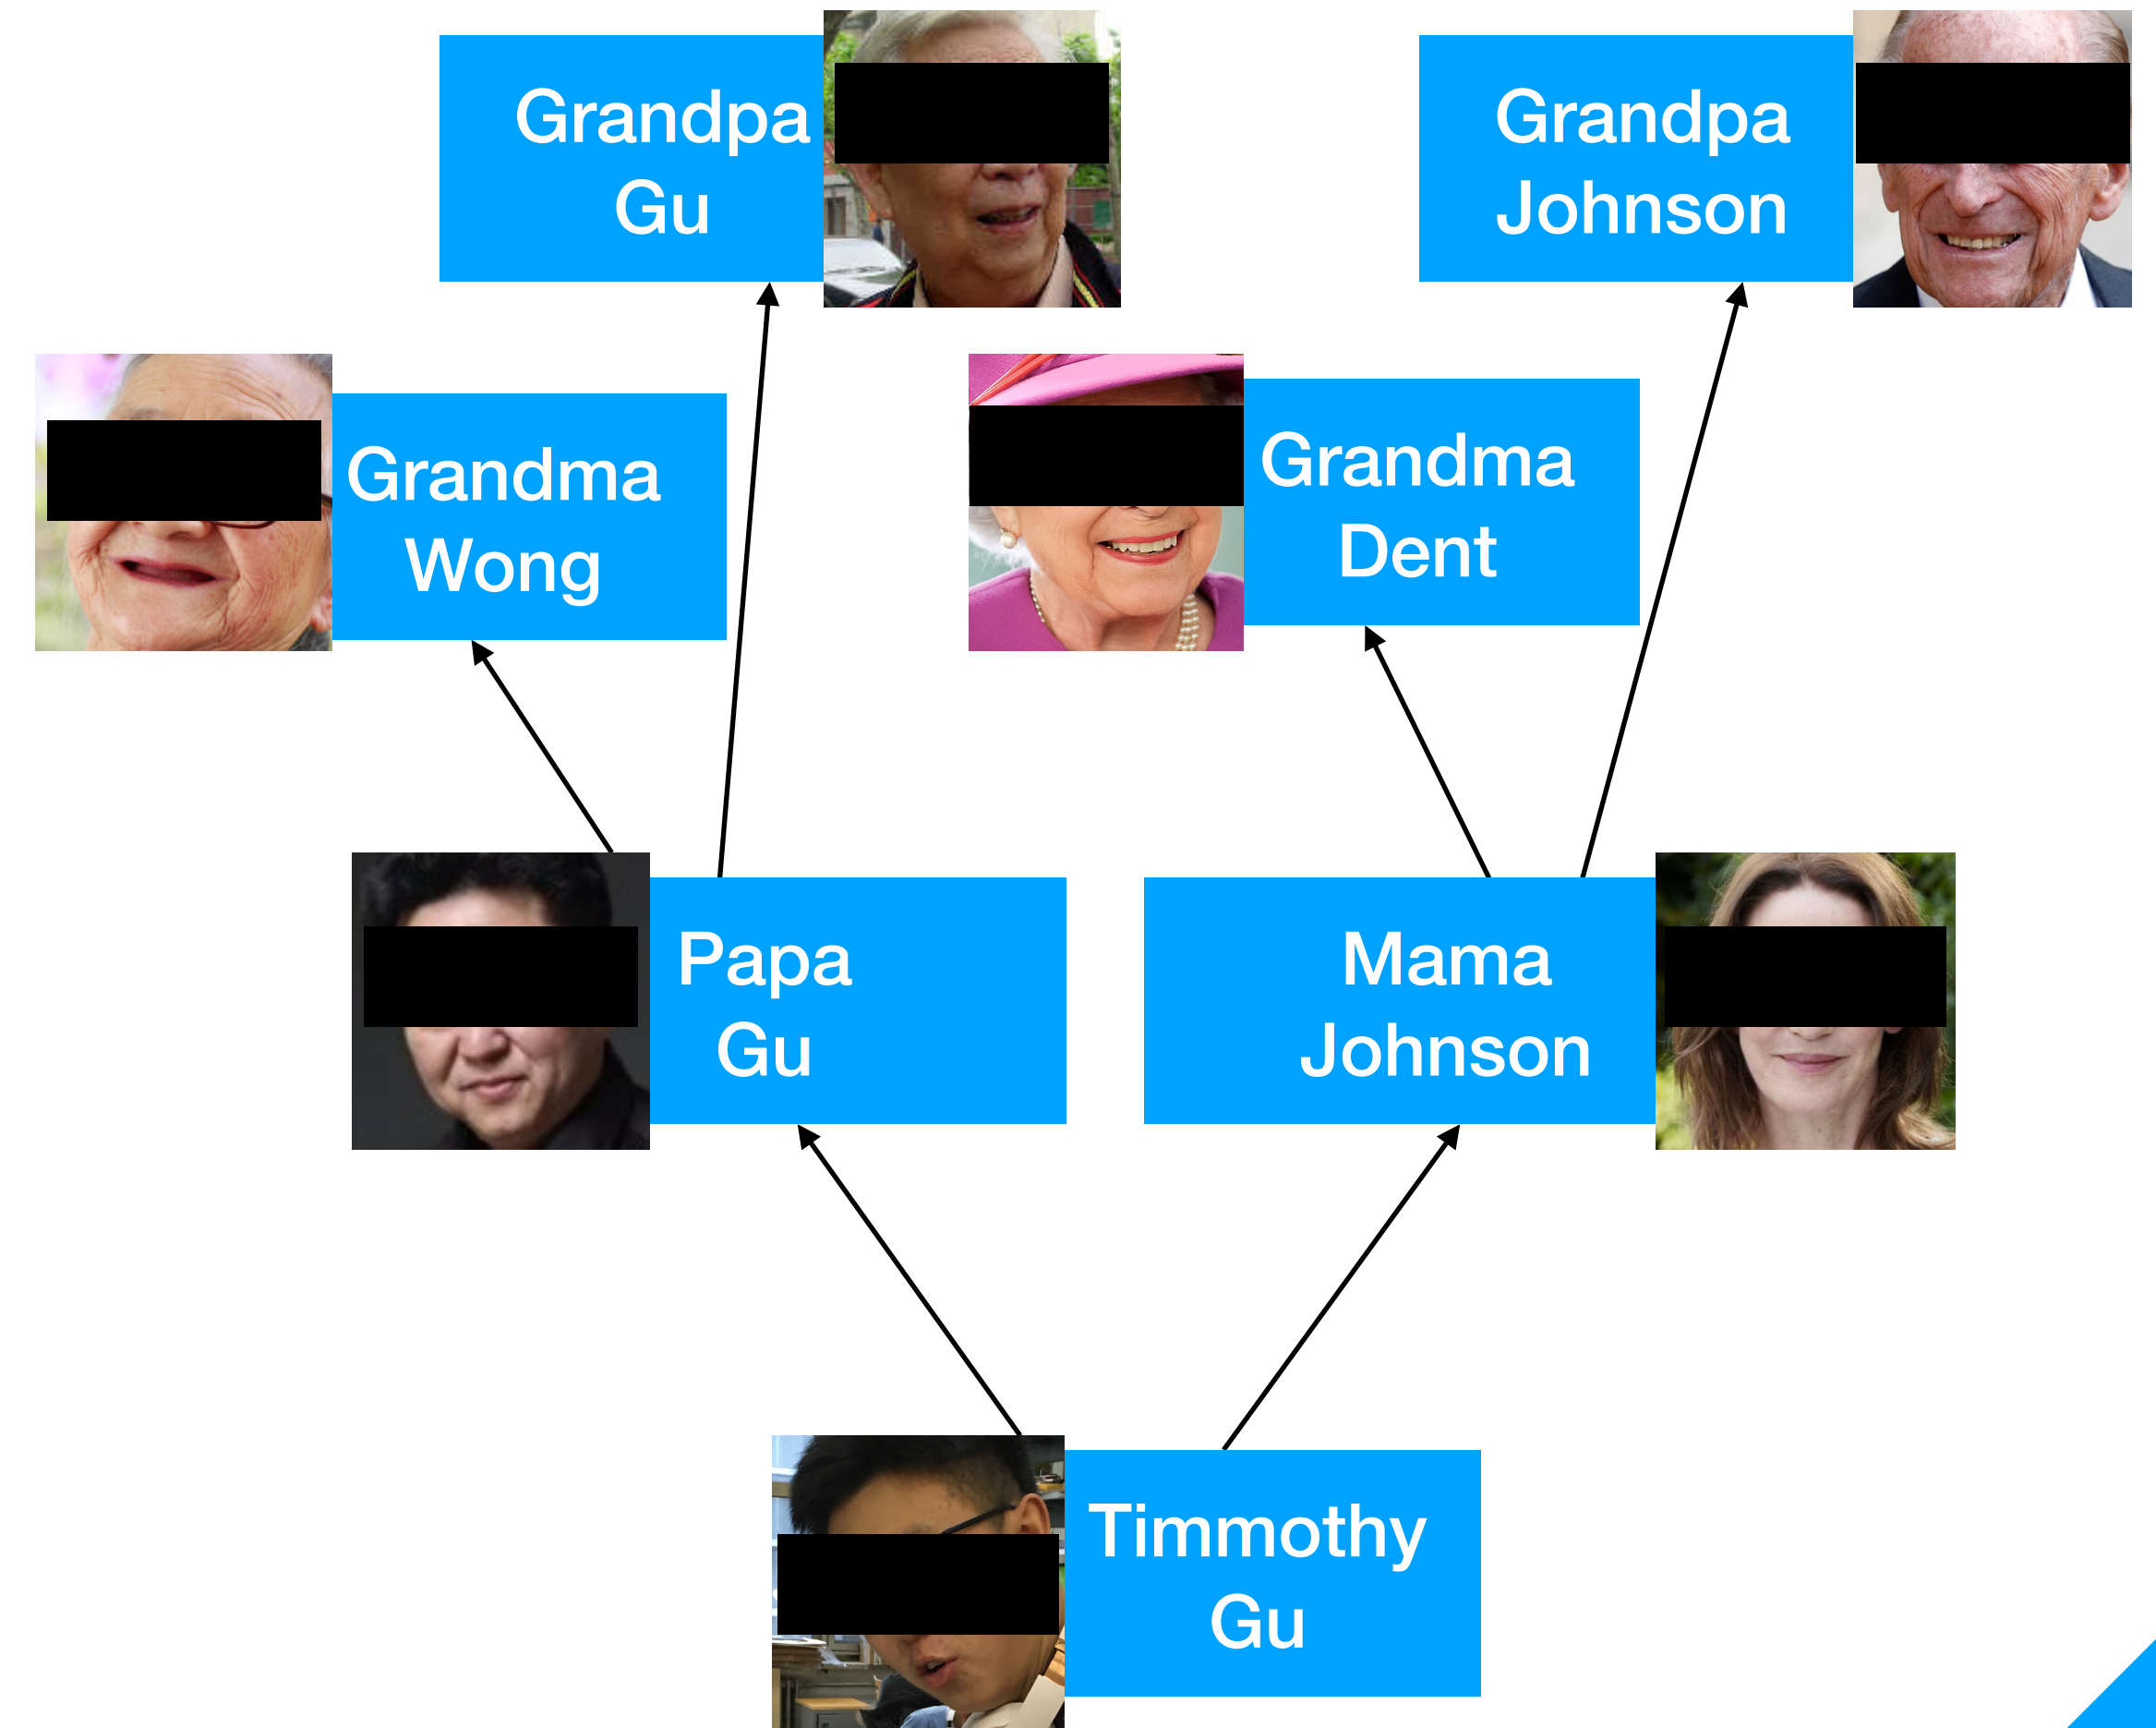 Grandpa
Gu
Grandpa
Johnson
Grandma
Wong
Grandma
Dent
Papa
Gu
Mama
Johnson
Timmothy
Gu